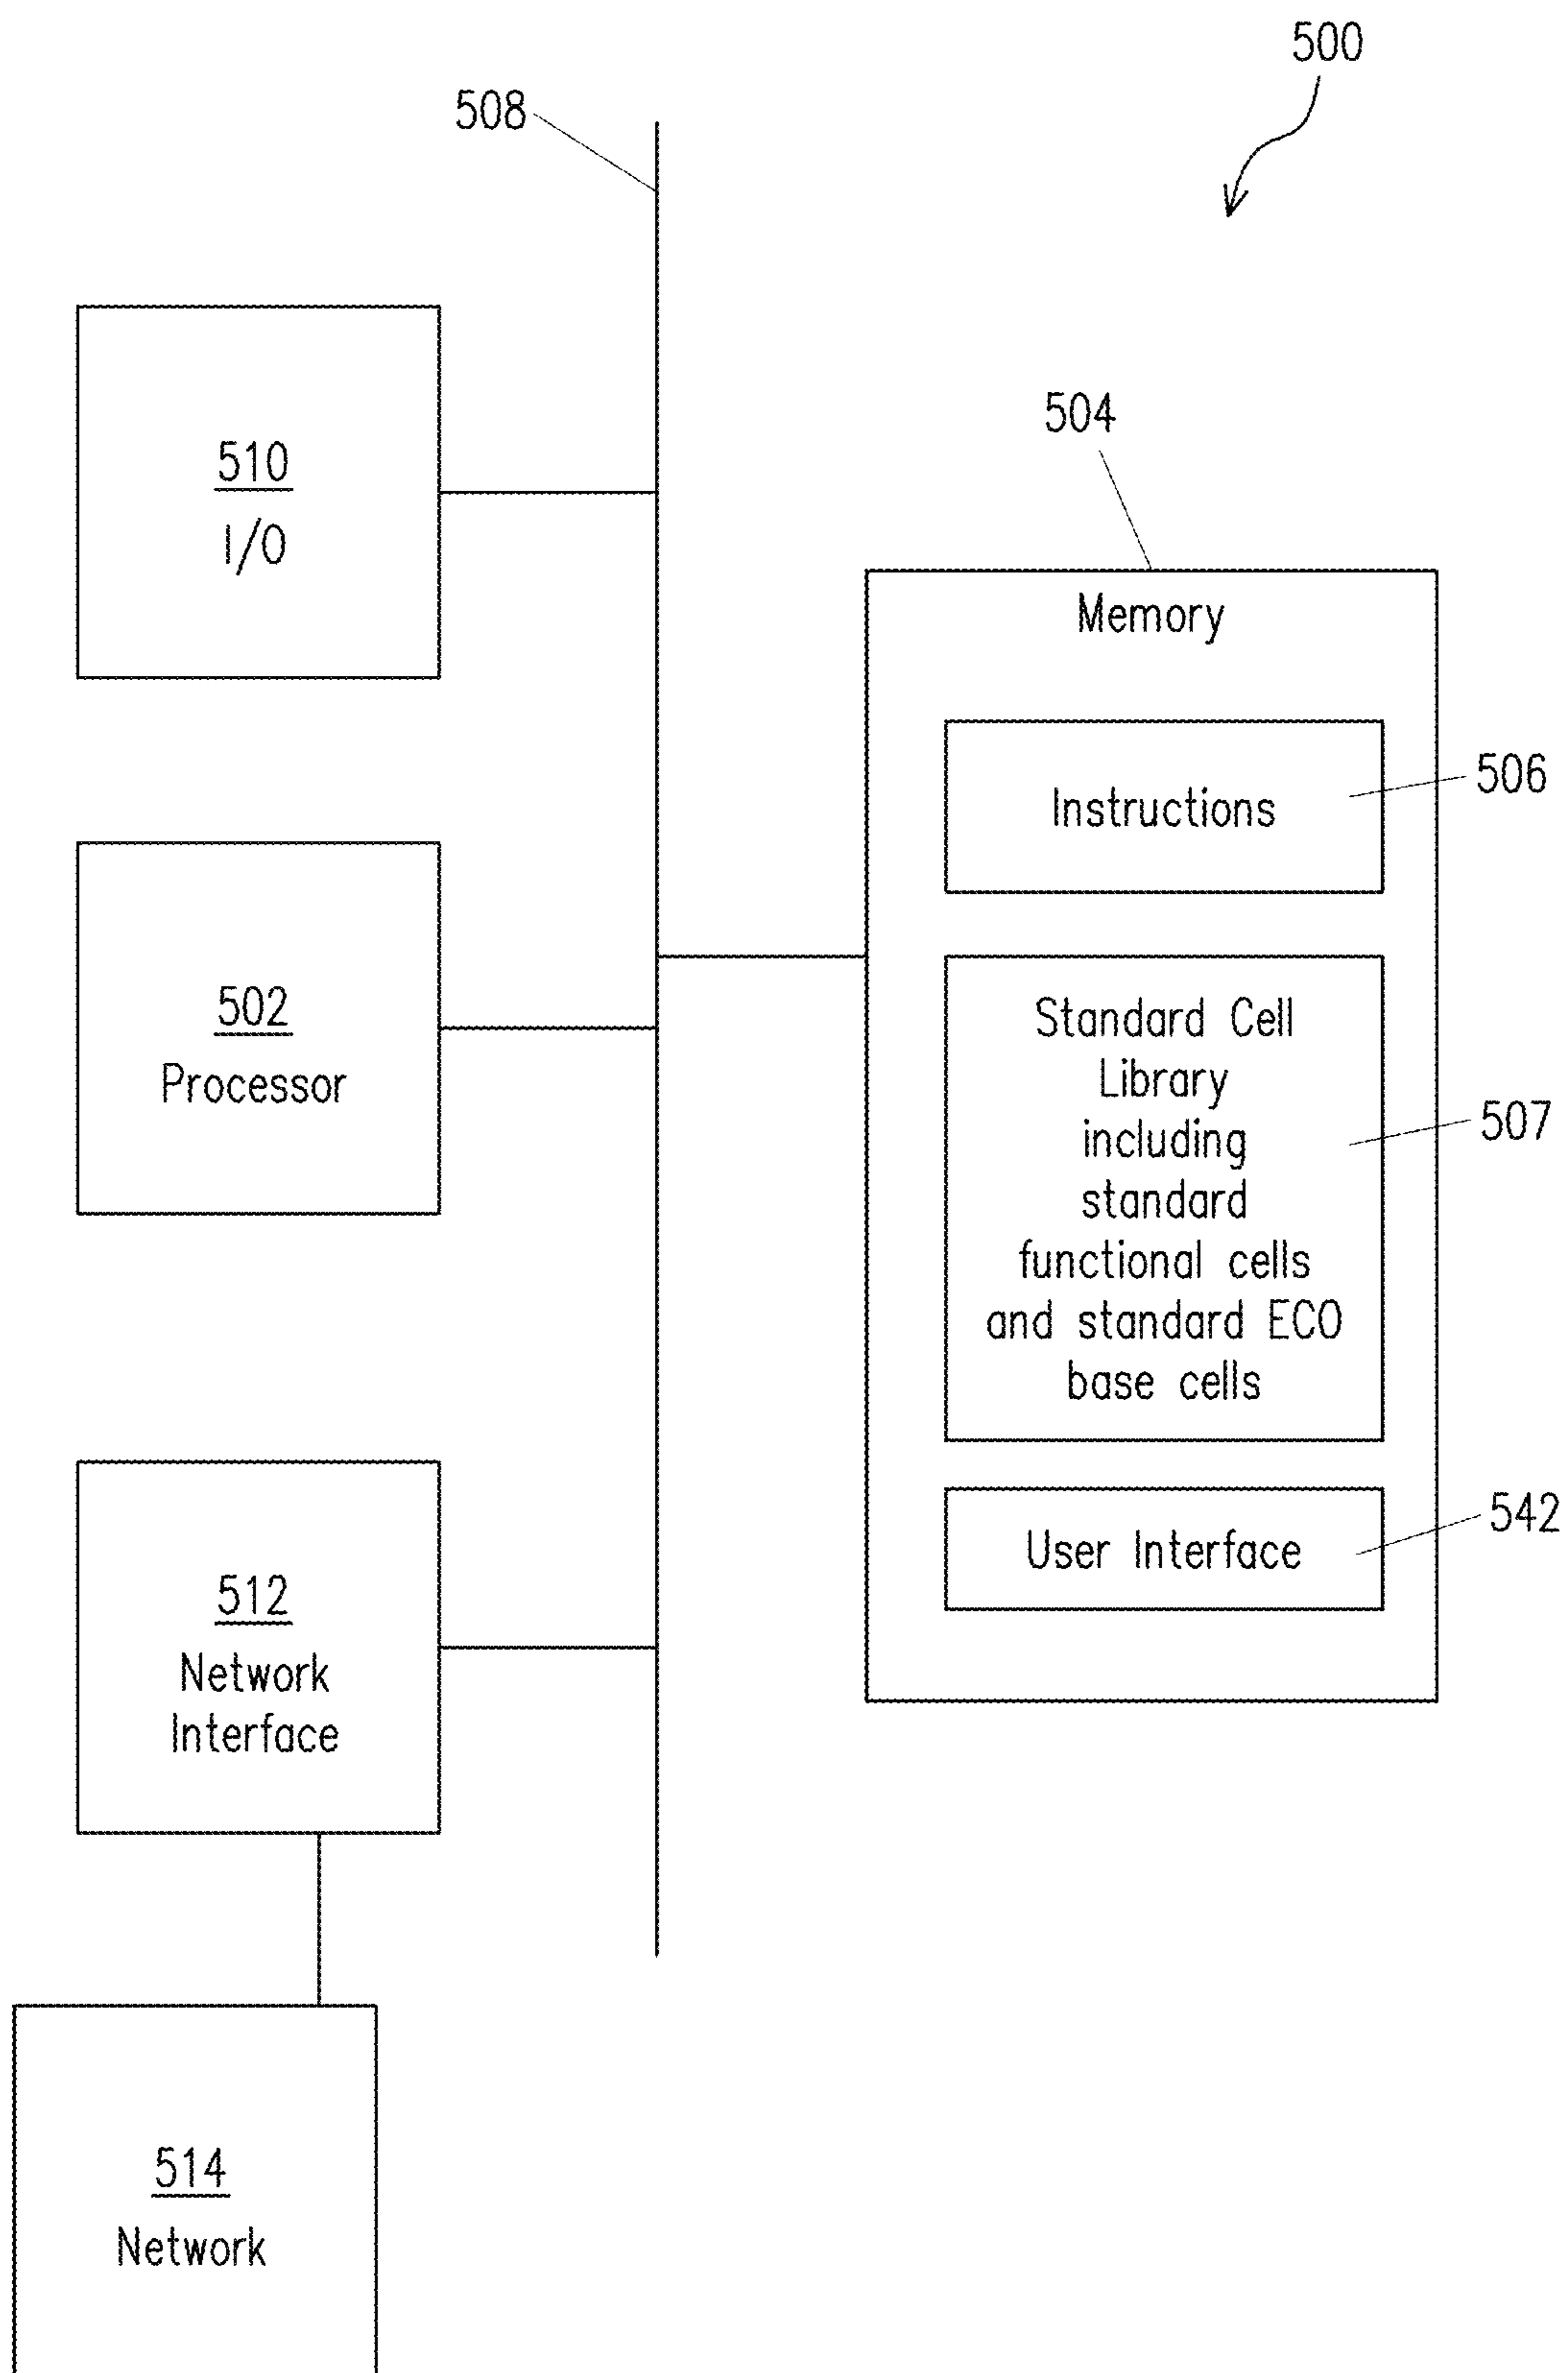 500
508
510
I/O
504
Memory
Instructions
506
502
Processor
Standard Cell
Library
including
standard
functional cells
and standard ECO
base cells
507
512
Network
Interface
User Interface
542
514
Network